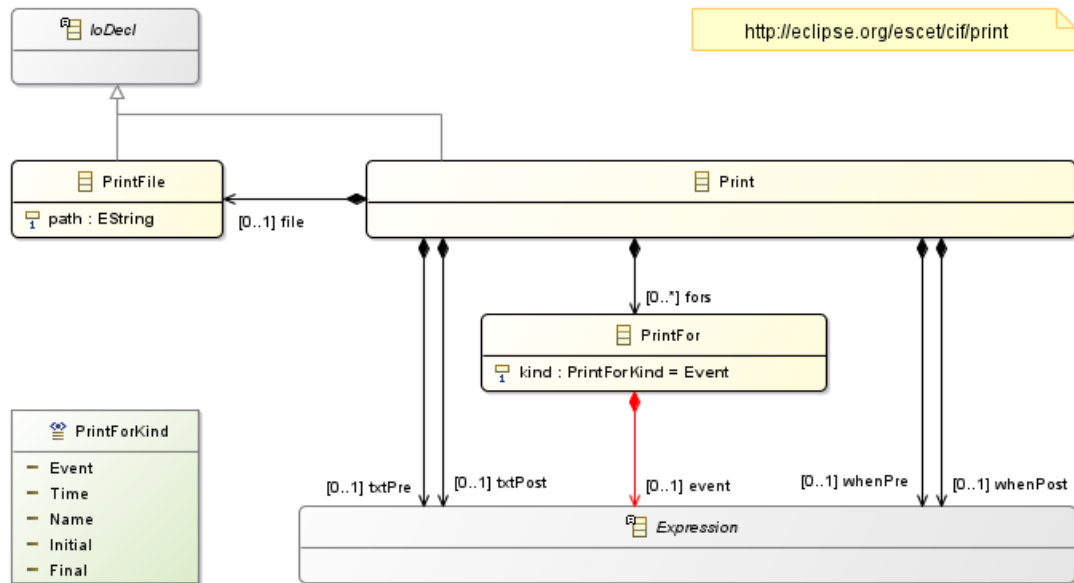 IoDecl
http://eclipse.org/escet/cif/print
PrintFile
path : EString
[0..1] file
Print
[0..*] fors
PrintFor
kind : PrintForKind = Event
PrintForKind
Event
Time
Name
Initial
Final
[0..1] txtPre
[0..1] txtPost
[0..1] event
[0..1] whenPre
[0..1] whenPost
Expression